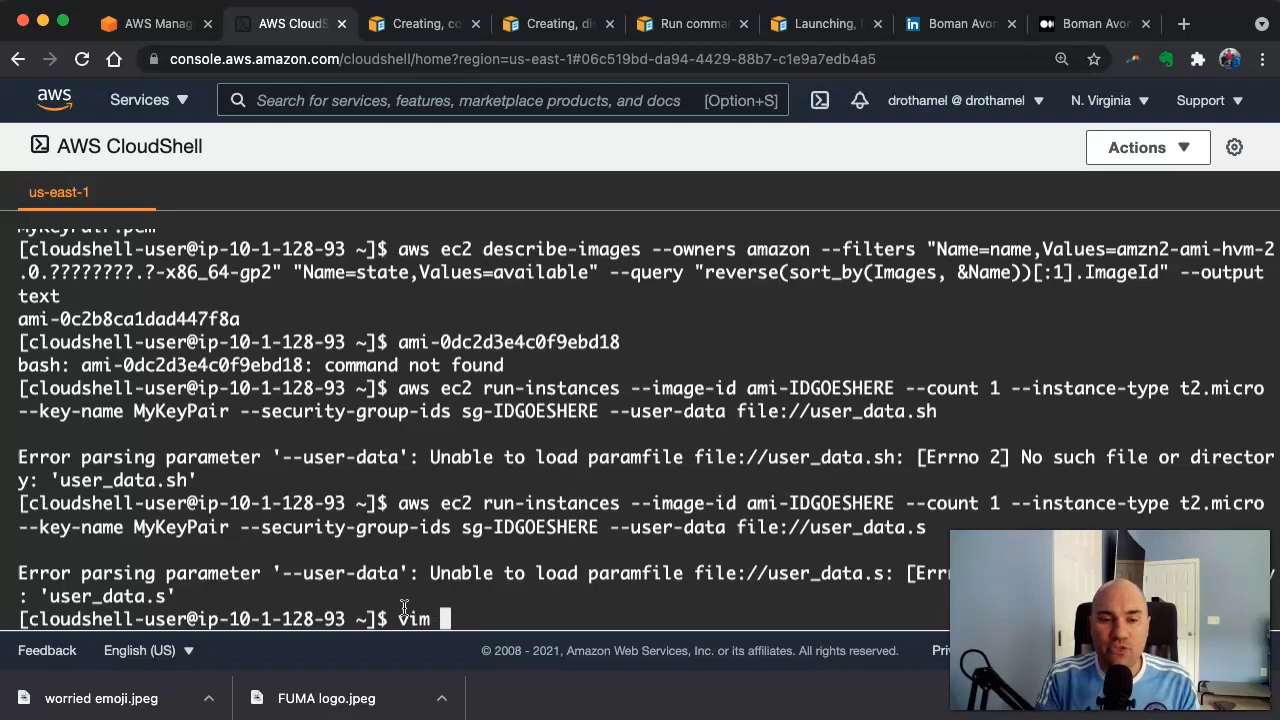 AWS Manag
AWS CloudS
Creating, co
Creating, di
Run comma
Launching, l
Boman Avon
Boman Avon
console.aws.amazon.com/cloudshell/home?region=us-east-1#06c519bd-da94-4429-88b7-c1e9a7edb4a5
aws
Services
Search for services, features, marketplace products, and docs
[Option+S]
drothamel @ drothamel
N. Virginia
Support
AWS CloudShell
Actions
us-east-1
MyKeyPair.pem
[cloudshell-user@ip-10-1-128-93 ~]$ aws ec2 describe-images --owners amazon --filters "Name=name,Values=amzn2-ami-hvm-2
.0.????????.?-x86_64-gp2" "Name=state,Values=available" --query "reverse(sort_by(Images, &Name))[:1].ImageId" --output
text
ami-0c2b8ca1dad447f8a
[cloudshell-user@ip-10-1-128-93 ~]$ ami-0dc2d3e4c0f9ebd18
bash: ami-0dc2d3e4c0f9ebd18: command not found
[cloudshell-user@ip-10-1-128-93 ~]$ aws ec2 run-instances --image-id ami-IDGOESHERE --count 1 --instance-type t2.micro
--key-name MyKeyPair --security-group-ids sg-IDGOESHERE --user-data file://user_data.sh
Error parsing parameter '--user-data': Unable to load paramfile file://user_data.sh: [Errno 2] No such file or director
y: 'user_data.sh'
[cloudshell-user@ip-10-1-128-93 ~]$ aws ec2 run-instances --image-id ami-IDGOESHERE --count 1 --instance-type t2.micro
--key-name MyKeyPair --security-group-ids sg-IDGOESHERE --user-data file://user_data.s
Error parsing parameter '--user-data': Unable to load paramfile file://user_data.s: [Err
: 'user_data.s'
[cloudshell-user@ip-10-1-128-93 ~]$ vim
Feedback
English (US)
© 2008 - 2021, Amazon Web Services, Inc. or its affiliates. All rights reserved.
Pri
worried emoji.jpeg
FUMA logo.jpeg